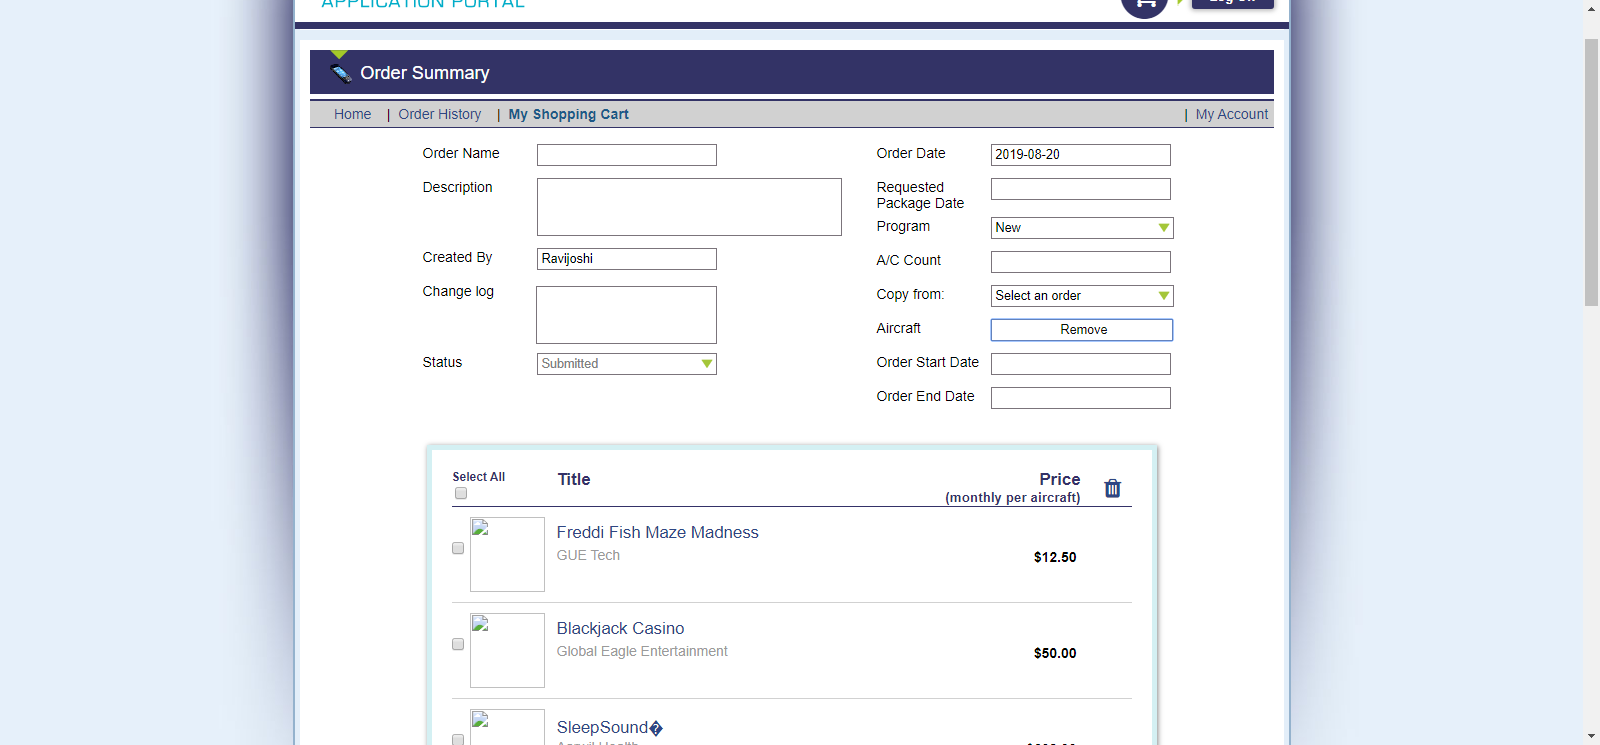 APPLICATION PORTAL
Order Summary
Home | Order History | My Shopping Cart | My Account
Order Name
Description
Created By Ravijoshi
Change log
Status Submitted
Order Date 2019-08-20
Requested
Package Date
Program New
A/C Count
Copy from: Select an order
Aircraft Remove
Order Start Date
Order End Date
Select All Title Price
(monthly per aircraft)
Freddi Fish Maze Madness
GUE Tech
$12.50
Blackjack Casino
Global Eagle Entertainment
$50.00
SleepSound�